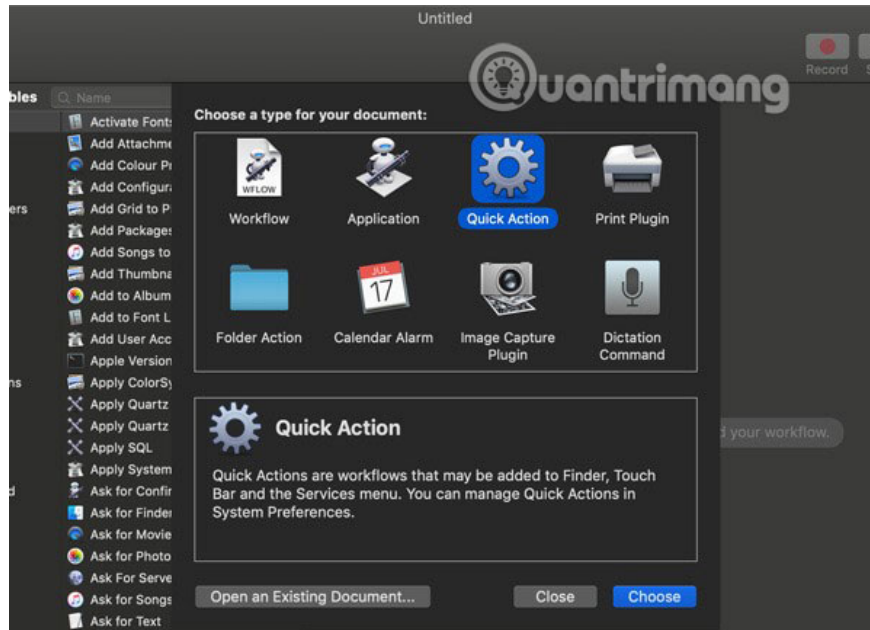 Untitled
Quantrimang
Record
bles
Name
Activate Fonts
Add Attachme
Add Colour Pr
Add Configura
ers
Add Grid to P
Add Packages
Add Songs to
Add Thumbna
Add to Album
Add to Font L
Add User Acc
Apple Version
ns
Apply ColorSy
Apply Quartz
Apply Quartz
Apply SQL
Apply System
d
Ask for Confir
Ask for Finder
Ask for Movie
Ask for Photo
Ask For Serve
Ask for Songs
Ask for Text
Choose a type for your document:
WFLOW
Workflow
Application
Quick Action
Print Plugin
JUL
17
Folder Action
Calendar Alarm
Image Capture
Plugin
Dictation
Command
Quick Action
Quick Actions are workflows that may be added to Finder, Touch
Bar and the Services menu. You can manage Quick Actions in
System Preferences.
d your workflow.
Open an Existing Document...
Close
Choose